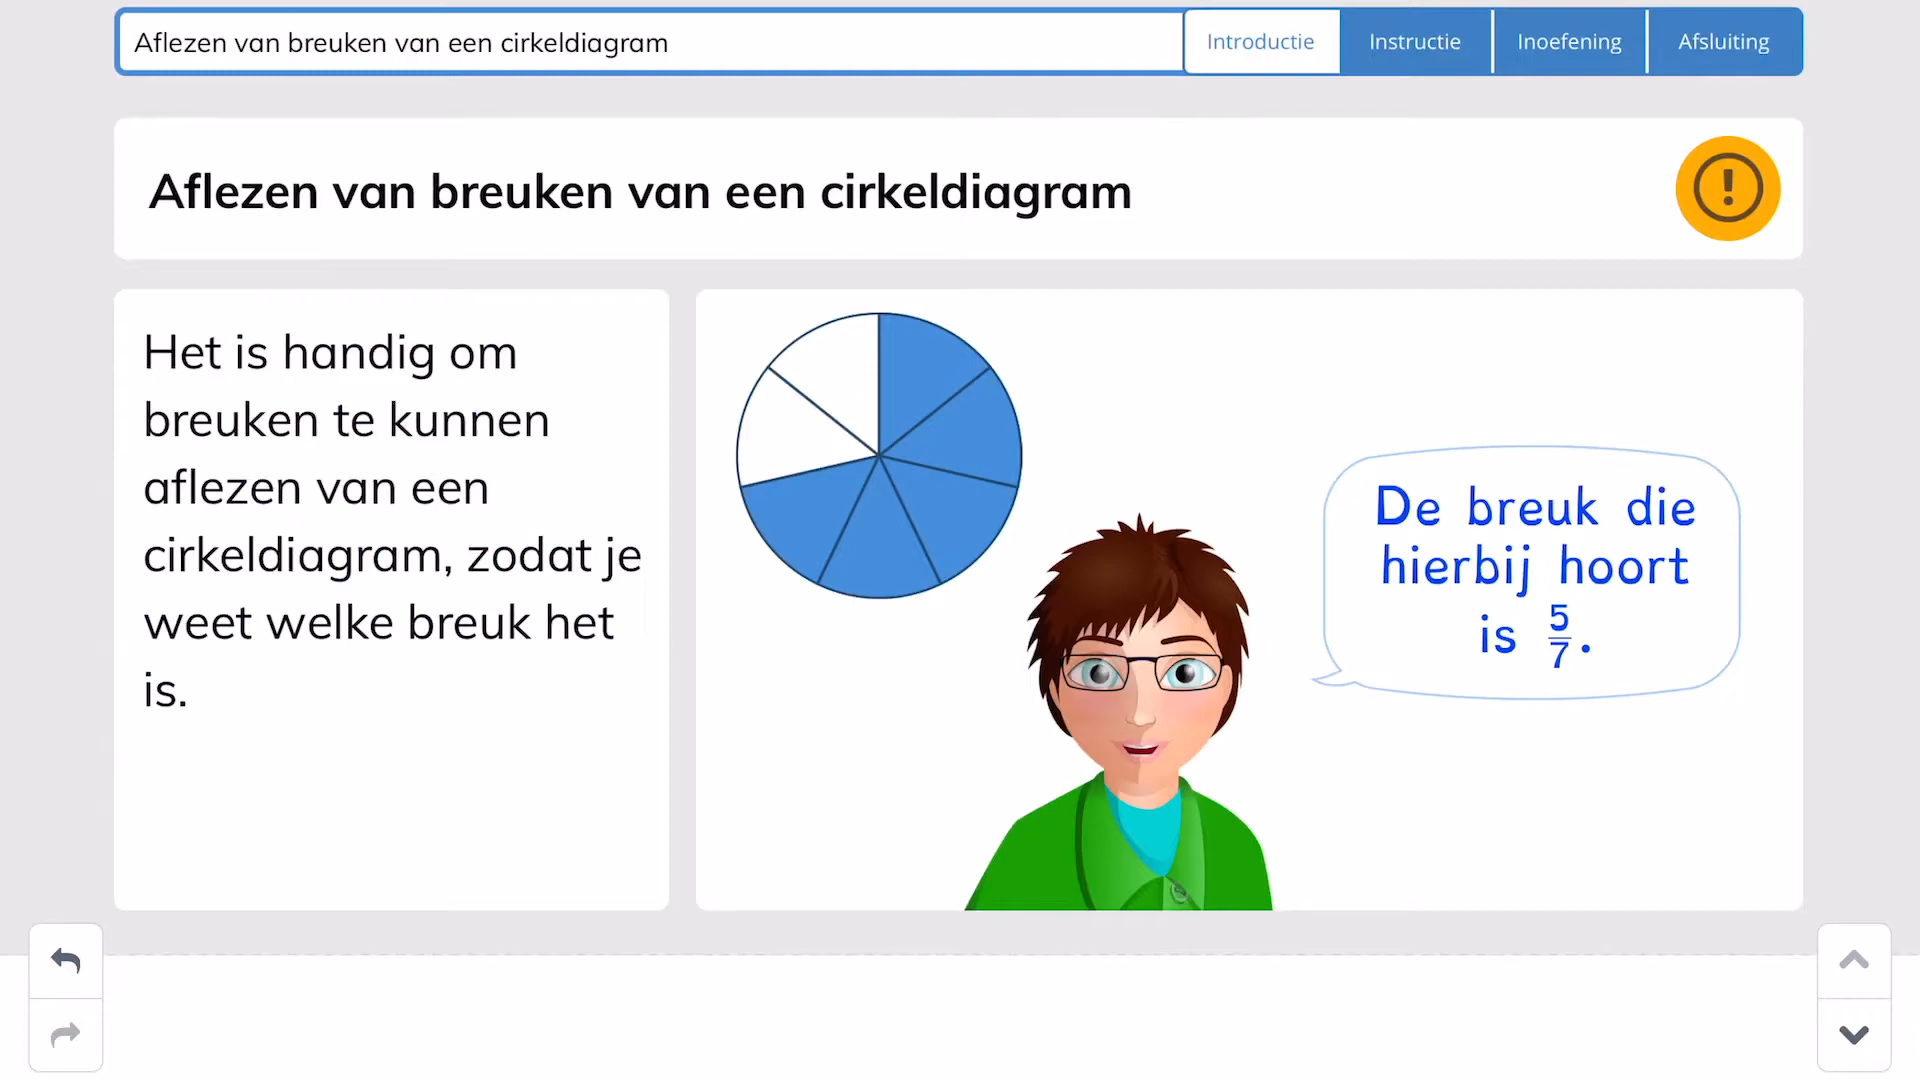 Aflezen van breuken van een cirkeldiagram
Introductie
Instructie
Inoefening
Afsluiting
Aflezen van breuken van een cirkeldiagram
Het is handig om
breuken te kunnen
aflezen van een
cirkeldiagram, zodat je
weet welke breuk het
is.
De breuk die
hierbij hoort
is 5/7.